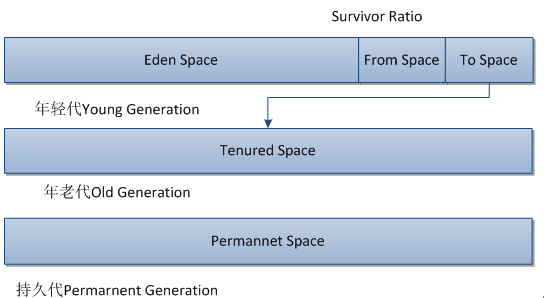 Survivor Ratio
Eden Space From Space To Space
年轻代Young Generation
Tenured Space
年老代Old Generation
Permannet Space
持久代Permarnent Generation